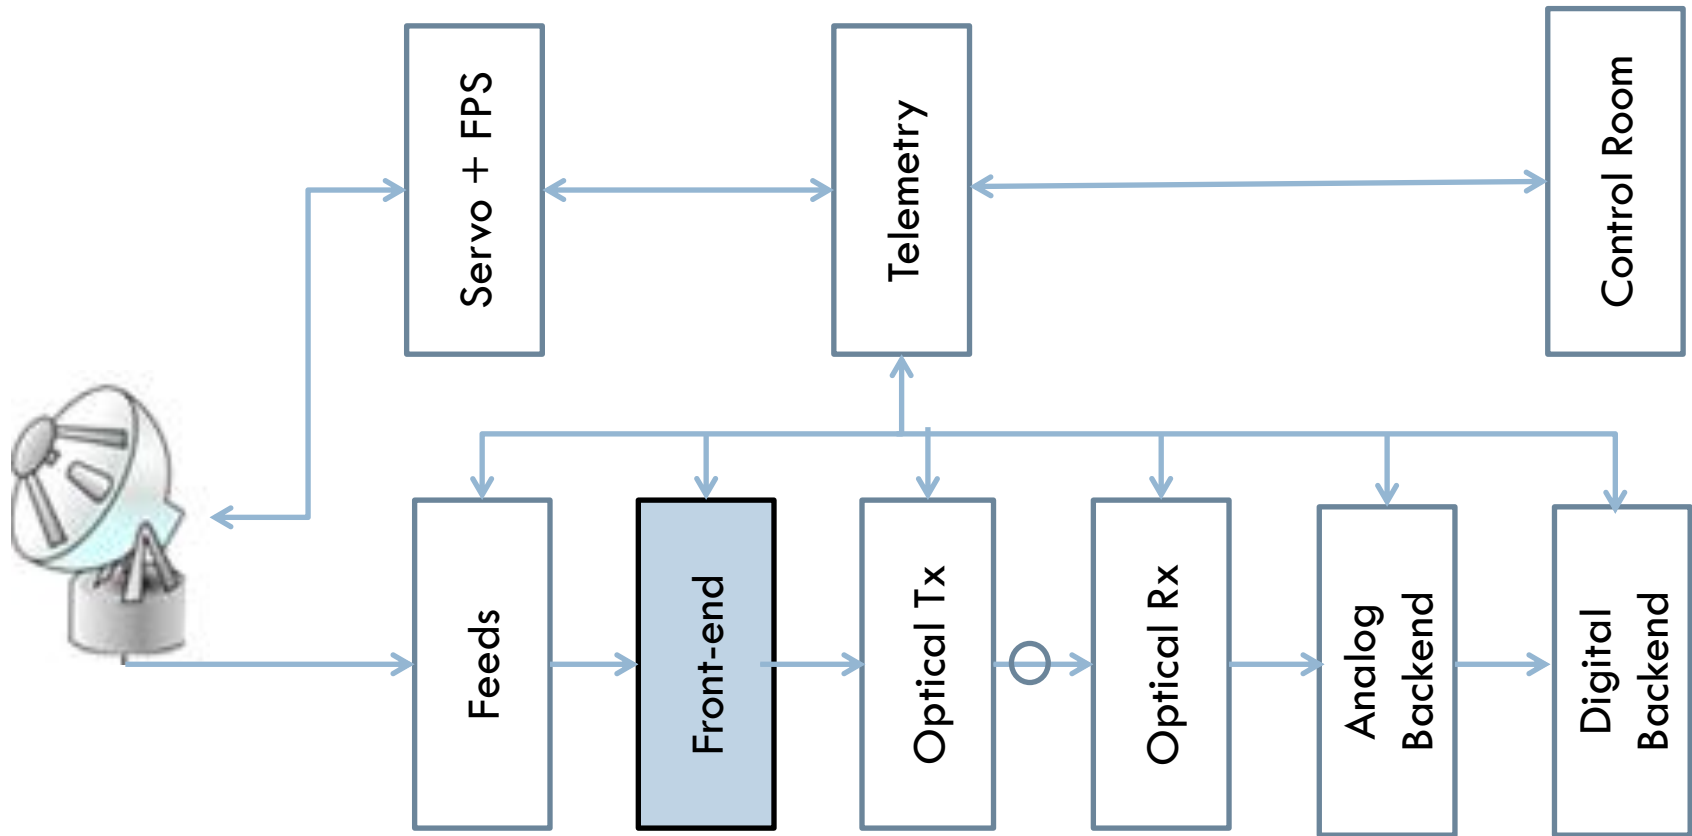 Servo + FPS
Telemetry
Control Room
Feeds
Front-end
Optical Tx
Optical Rx
Analog
Backend
Digital
Backend